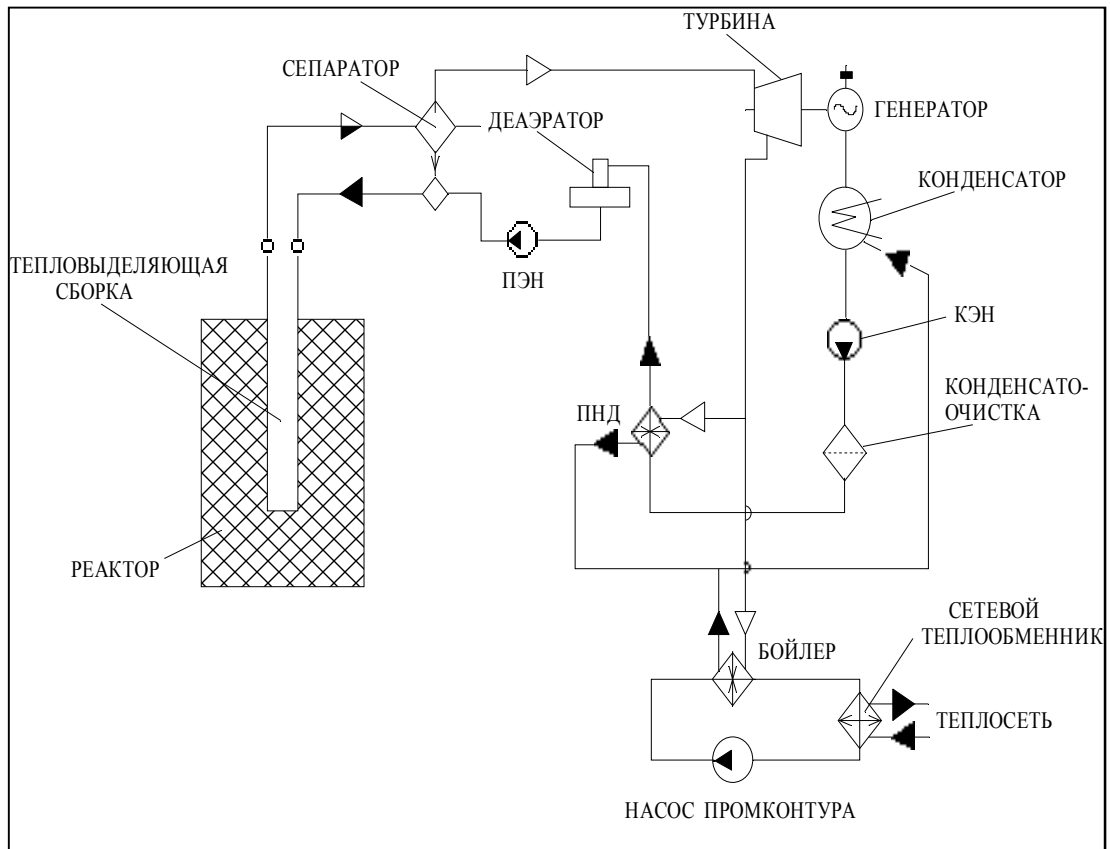 ТУРБИНА
СЕПАРАТОР
ДЕАЭРАТОР
ГЕНЕРАТОР
КОНДЕНСАТОР
ТЕПЛОВЫДЕЛЯЮЩАЯ
СБОРКА
ПЭН
КЭН
ПНД
КОНДЕНСАТО-
ОЧИСТКА
РЕАКТОР
СЕТЕВОЙ
ТЕПЛООБМЕННИК
БОЙЛЕР
ТЕПЛОСЕТЬ
НАСОС ПРОМКОНТУРА